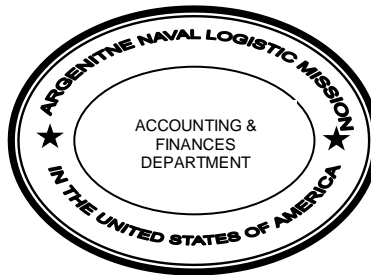 ARGENITNE NAVAL LOGISTIC MISSION
ACCOUNTING &
FINANCES
DEPARTMENT
IN THE UNITED STATES OF AMERICA